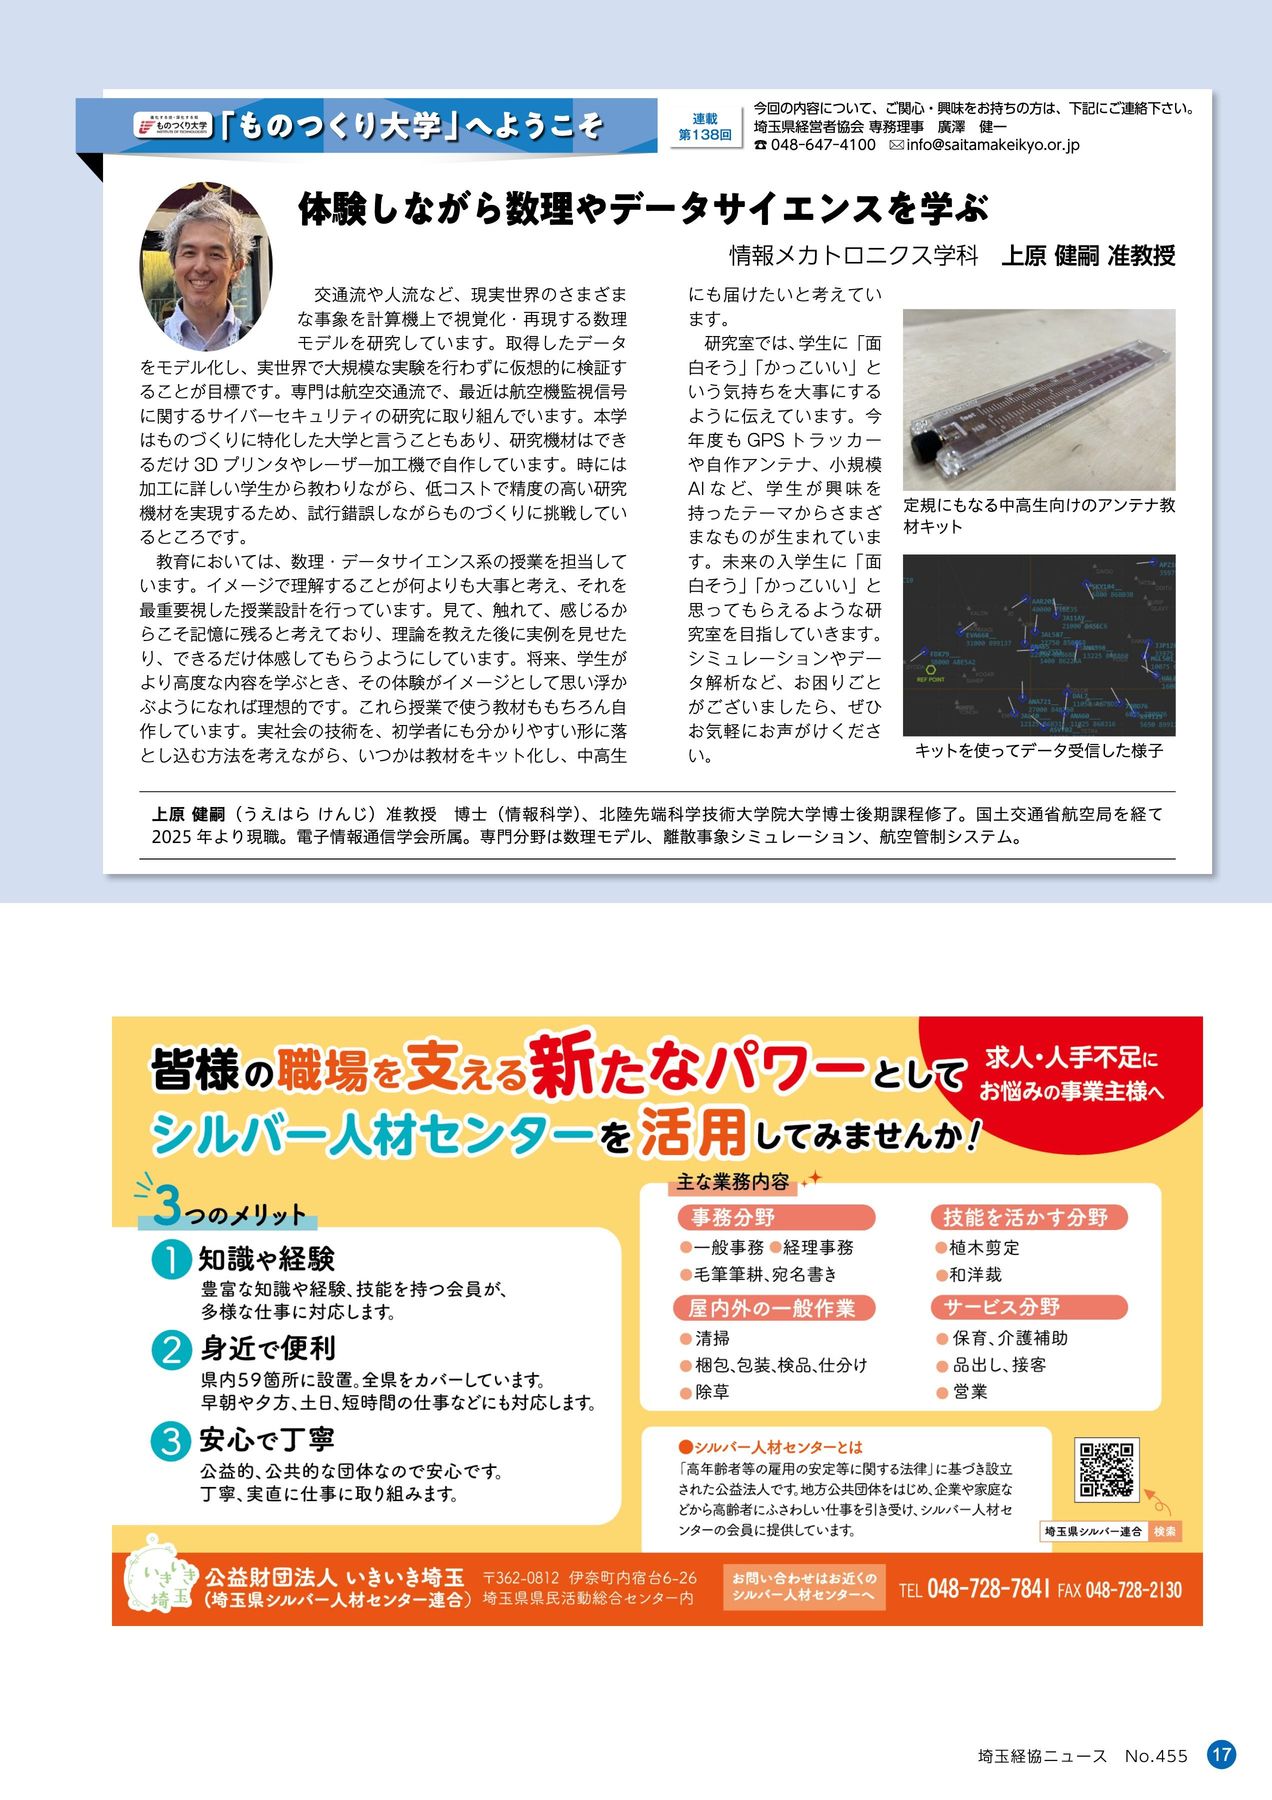 ものつくり大学
「ものつくり大学」へようこそ
連載
第138回
今回の内容について、ご関心・興味をお持ちの方は、下記にご連絡下さい。
埼玉県経営者協会 専務理事　廣澤　健一
☎ 048-647-4100　✉info@saitamakeikyo.or.jp
体験しながら数理やデータサイエンスを学ぶ
情報メカトロニクス学科　上原 健嗣 准教授
交通流や人流など、現実世界のさまざま
な事象を計算機上で視覚化・再現する数理
モデルを研究しています。取得したデータ
をモデル化し、実世界で大規模な実験を行わずに仮想的に検証す
ることが目標です。専門は航空交通流で、最近は航空機監視信号
に関するサイバーセキュリティの研究に取り組んでいます。本学
はものづくりに特化した大学と言うこともあり、研究機材はでき
るだけ 3D プリンタやレーザー加工機で自作しています。時には
加工に詳しい学生から教わりながら、低コストで精度の高い研究
機材を実現するため、試行錯誤しながらものづくりに挑戦してい
るところです。
教育においては、数理・データサイエンス系の授業を担当して
います。イメージで理解することが何よりも大事と考え、それを
最重要視した授業設計を行っています。見て、触れて、感じるか
らこそ記憶に残ると考えており、理論を教えた後に実例を見せた
り、できるだけ体感してもらうようにしています。将来、学生が
より高度な内容を学ぶとき、その体験がイメージとして思い浮か
ぶようになれば理想的です。これら授業で使う教材ももちろん自
作しています。実社会の技術を、初学者にも分かりやすい形に落
とし込む方法を考えながら、いつかは教材をキット化し、中高生
にも届けたいと考えてい
ます。
研究室では、学生に「面
白そう」「かっこいい」と
いう気持ちを大事にする
ように伝えています。今
年度も GPS トラッカー
や自作アンテナ、小規模
AI など、学生が興味を
持ったテーマからさまざ
まなものが生まれていま
す。未来の入学生に「面
白そう」「かっこいい」と
思ってもらえるような研
究室を目指していきます。
シミュレーションやデー
タ解析など、お困りごと
がございましたら、ぜひ
お気軽にお声がけくださ
い。
定規にもなる中高生向けのアンテナ教
材キット
REF POINT
キットを使ってデータ受信した様子
上原 健嗣（うえはら けんじ）准教授　博士（情報科学）、北陸先端科学技術大学院大学博士後期課程修了。国土交通省航空局を経て
2025 年より現職。電子情報通信学会所属。専門分野は数理モデル、離散事象シミュレーション、航空管制システム。
皆様の職場を支える新たなパワーとして
シルバー人材センターを活用してみませんか!
求人・人手不足に
お悩みの事業主様へ
3つのメリット
1 知識や経験
豊富な知識や経験、技能を持つ会員が、
多様な仕事に対応します。
2 身近で便利
県内59箇所に設置。全県をカバーしています。
早朝や夕方、土日、短時間の仕事などにも対応します。
3 安心で丁寧
公益的、公共的な団体なので安心です。
丁寧、実直に仕事に取り組みます。
主な業務内容
事務分野
●一般事務 ●経理事務
●毛筆筆耕、宛名書き
屋内外の一般作業
●清掃
●梱包、包装、検品、仕分け
●除草
技能を活かす分野
●植木剪定
●和洋裁
サービス分野
●保育、介護補助
●品出し、接客
●営業
●シルバー人材センターとは
「高年齢者等の雇用の安定等に関する法律」に基づき設立
された公益法人です。地方公共団体をはじめ、企業や家庭な
どから高齢者にふさわしい仕事を引き受け、シルバー人材セ
ンターの会員に提供しています。
埼玉県シルバー連合 検索
いきいき埼玉
公益財団法人 いきいき埼玉
（埼玉県シルバー人材センター連合）
〒362-0812 伊奈町内宿台6-26
埼玉県県民活動総合センター内
お問い合わせはお近くの
シルバー人材センターへ
TEL 048-728-7841 FAX 048-728-2130
埼玉経協ニュース　No.455　17